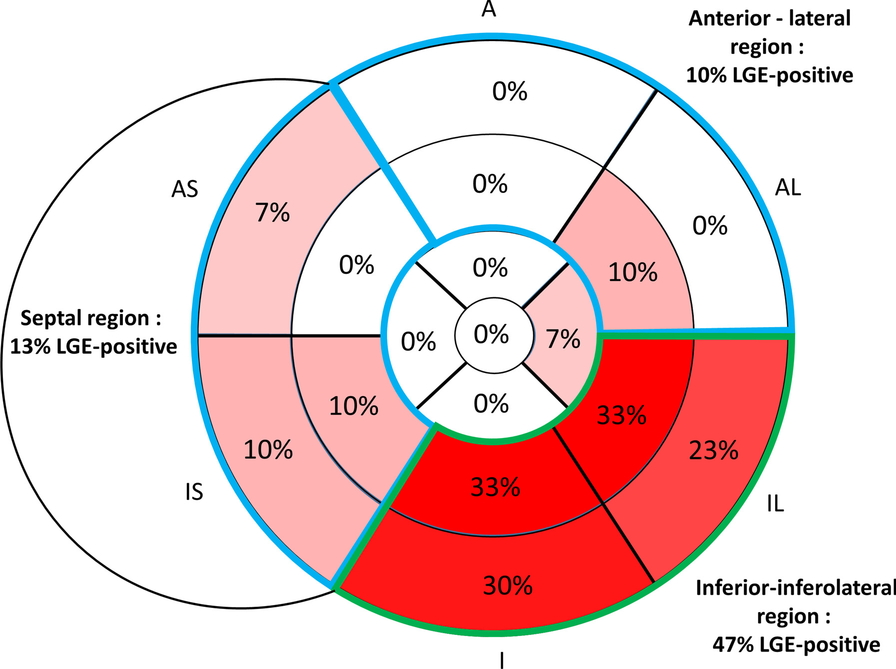 A
Anterior - lateral
region :
10% LGE-positive
0%
AS
AL
0%
7%
0%
0%
0%
10%
Septal region :
13% LGE-positive
0%
0%
7%
0%
10%
33%
10%
23%
IS
33%
IL
30%
Inferior-inferolateral
region :
47% LGE-positive
I